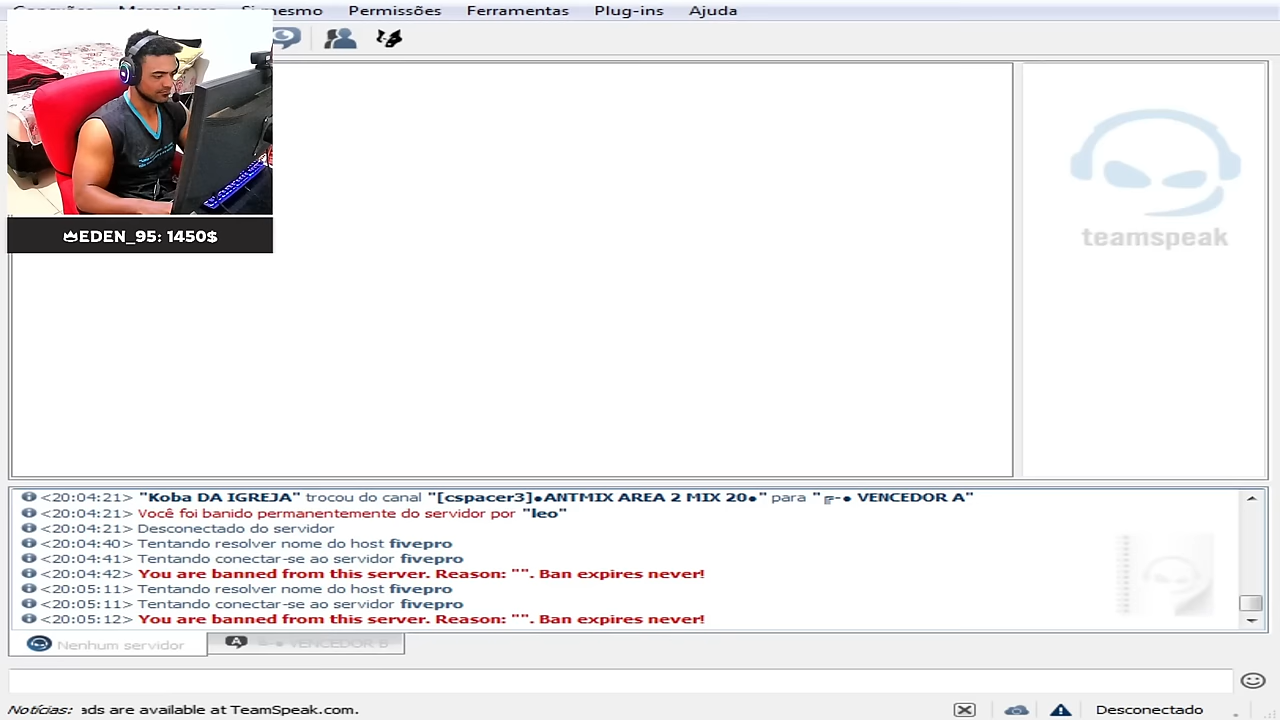 Si mesmo Permissões Ferramentas Plug-ins Ajuda
EDEN_95: 1450$
teamspeak
<20:04:21> "Koba DA IGREJA" trocou do canal "[cspacer3]●ANTMIX AREA 2 MIX 20●" para "╔-● VENCEDOR A"
<20:04:21> Você foi banido permanentemente do servidor por "leo"
<20:04:21> Desconectado do servidor
<20:04:40> Tentando resolver nome do host fivepro
<20:04:41> Tentando conectar-se ao servidor fivepro
<20:04:42> You are banned from this server. Reason: "". Ban expires never!
<20:05:11> Tentando resolver nome do host fivepro
<20:05:11> Tentando conectar-se ao servidor fivepro
<20:05:12> You are banned from this server. Reason: "". Ban expires never!
Nenhum servidor
VENCEDOR B
Notícias: ads are available at TeamSpeak.com.
Desconectado